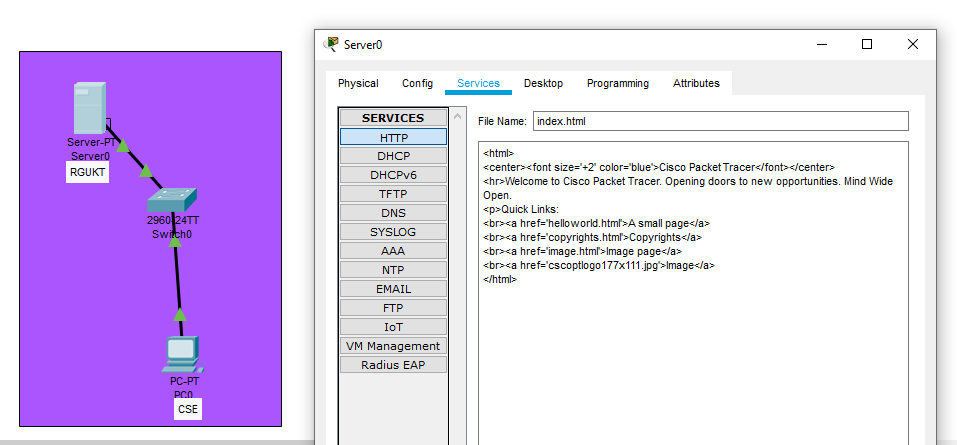 Server-PT
Server0
RGUKT
2960-24TT
Switch0
PC-PT
PC0
CSE
Server0
Physical
Config
Services
Desktop
Programming
Attributes
SERVICES
HTTP
DHCP
DHCPv6
TFTP
DNS
SYSLOG
AAA
NTP
EMAIL
FTP
IoT
VM Management
Radius EAP
File Name: index.html
<html>
<center><font size='+2' color='blue'>Cisco Packet Tracer</font></center>
<hr>Welcome to Cisco Packet Tracer. Opening doors to new opportunities. Mind Wide
Open.
<p>Quick Links:
<br><a href='helloworld.html'>A small page</a>
<br><a href='copyrights.html'>Copyrights</a>
<br><a href='image.html'>Image page</a>
<br><a href='cscoptlogo177x111.jpg'>Image</a>
</html>